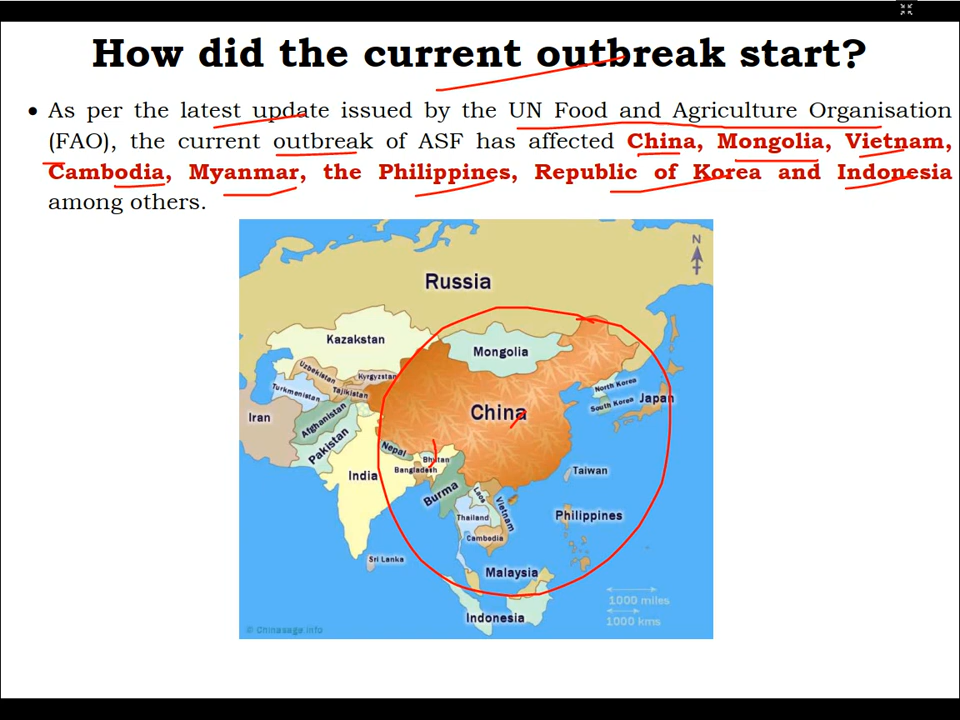 How did the current outbreak start?
• As per the latest update issued by the UN Food and Agriculture Organisation
(FAO), the current outbreak of ASF has affected China, Mongolia, Vietnam,
Cambodia, Myanmar, the Philippines, Republic of Korea and Indonesia
among others.
N
Russia
Kazakstan
Mongolia
Uzbekistan
Kyrgyzstan
Turkmenistan
Tajikistan
North Korea
South Korea
Japan
Iran
Afghanistan
China
Pakistan
Nepal
Bhutan
Bangladesh
India
Taiwan
Burma
Laos
Vietnam
Thailand
Philippines
Cambodia
Sri Lanka
Malaysia
1000 miles
Indonesia
1000 kms
© Chinasage.info